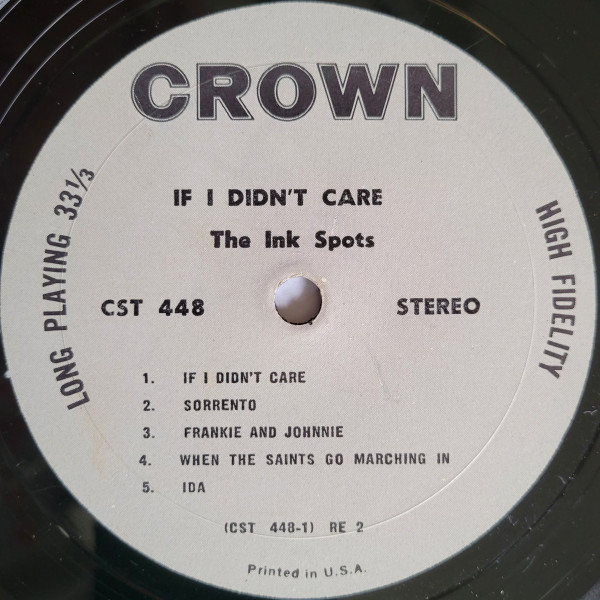 CROWN
IF I DIDN'T CARE
The Ink Spots
LONG PLAYING 33⅓
HIGH FIDELITY
CST 448
STEREO
1. IF I DIDN'T CARE
2. SORRENTO
3. FRANKIE AND JOHNNIE
4. WHEN THE SAINTS GO MARCHING IN
5. IDA
(CST 448-1) RE 2
Printed in U.S.A.